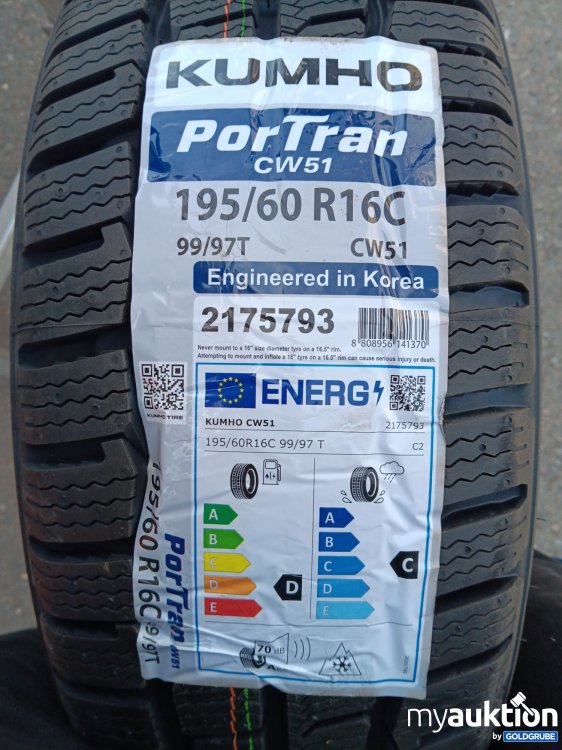 KUMHO
PorTran
CW51
195/60 R16C
99/97T CW51
Engineered in Korea
2175793
8 808956 141370
Never mount to a 16" size diameter tyre on a 16.5" rim.
Attempting to mount and inflate a 16" tyre on a 16.5" rim can cause serious injury or death.
KUMHO TIRE
ENERG
KUMHO CW51 2175793
195/60R16C 99/97 T C2
A A
B B
C C C
D D D
E E
70 dB
195/60 R16C 99/97T
PorTran CW51
myauktion
by GOLDGRUBE